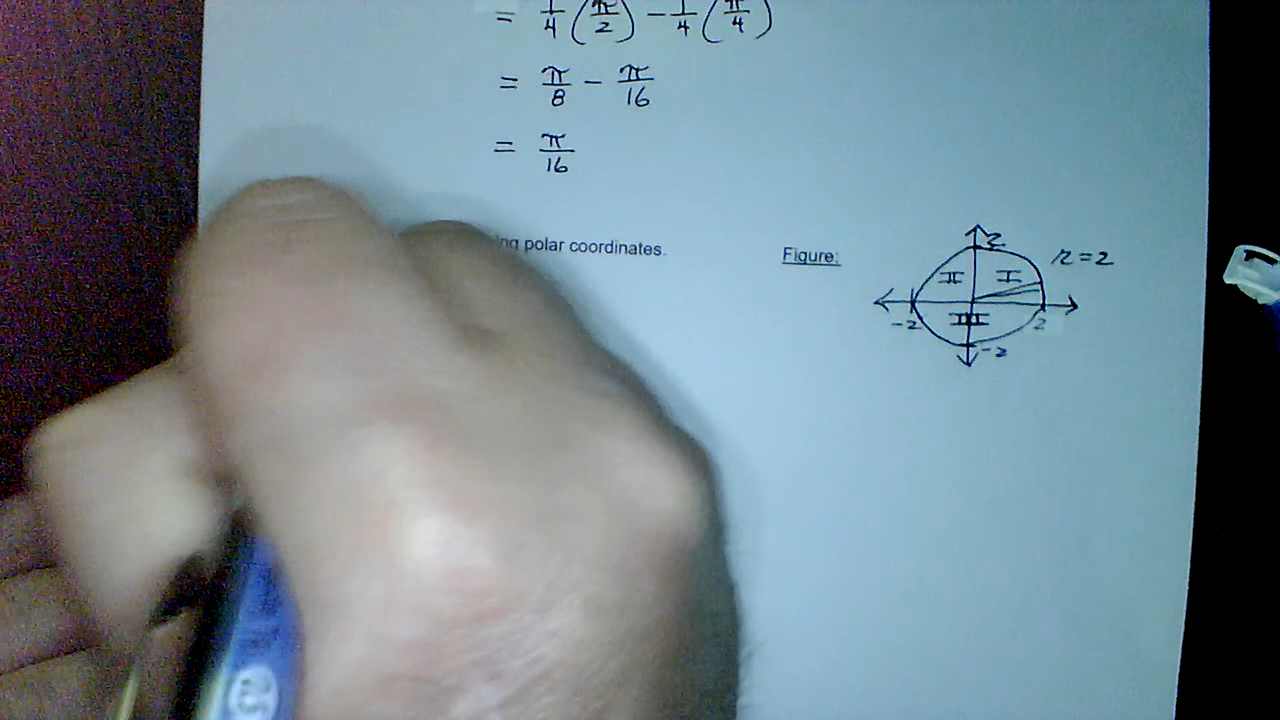 = 1/4 (π/2) - 1/4 (π/4)
= π/8 - π/16
= π/16
polar coordinates.
Figure:
2
r = 2
II I
-2 III 2
-2